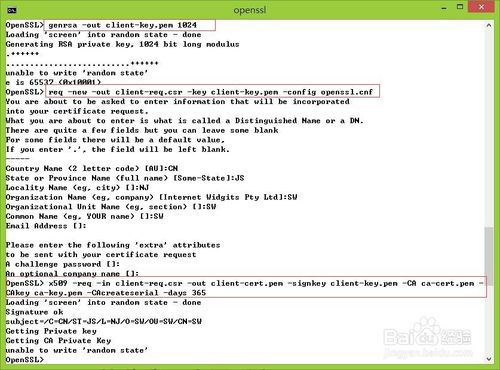 openssl
OpenSSL> genrsa -out client-key.pem 1024
Loading 'screen' into random state - done
Generating RSA private key, 1024 bit long modulus
.++++++
.........................++++++
unable to write 'random state'
e is 65537 (0x10001)
OpenSSL> req -new -out client-req.csr -key client-key.pem -config openssl.cnf
You are about to be asked to enter information that will be incorporated
into your certificate request.
What you are about to enter is what is called a Distinguished Name or a DN.
There are quite a few fields but you can leave some blank
For some fields there will be a default value,
If you enter '.', the field will be left blank.
-----
Country Name (2 letter code) [AU]:CN
State or Province Name (full name) [Some-State]:JS
Locality Name (eg, city) []:NJ
Organization Name (eg, company) [Internet Widgits Pty Ltd]:SW
Organizational Unit Name (eg, section) []:SW
Common Name (eg, YOUR name) []:SW
Email Address []:
Please enter the following 'extra' attributes
to be sent with your certificate request
A challenge password []:
An optional company name []:
OpenSSL> x509 -req -in client-req.csr -out client-cert.pem -signkey client-key.pem -CA ca-cert.pem -
CAkey ca-key.pem -CAcreateserial -days 365
Loading 'screen' into random state - done
Signature ok
subject=/C=CN/ST=JS/L=NJ/O=SW/OU=SW/CN=SW
Getting Private key
Getting CA Private Key
unable to write 'random state'
OpenSSL>
Baidu 经验
jingyan.baidu.com